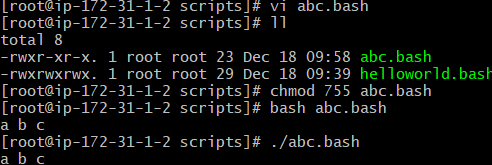 [root@ip-172-31-1-2 scripts]# vi abc.bash
[root@ip-172-31-1-2 scripts]# ll
total 8
-rwxr-xr-x. 1 root root 23 Dec 18 09:58 abc.bash
-rwxrwxrwx. 1 root root 29 Dec 18 09:39 helloworld.bash
[root@ip-172-31-1-2 scripts]# chmod 755 abc.bash
[root@ip-172-31-1-2 scripts]# bash abc.bash
a b c
[root@ip-172-31-1-2 scripts]# ./abc.bash
a b c